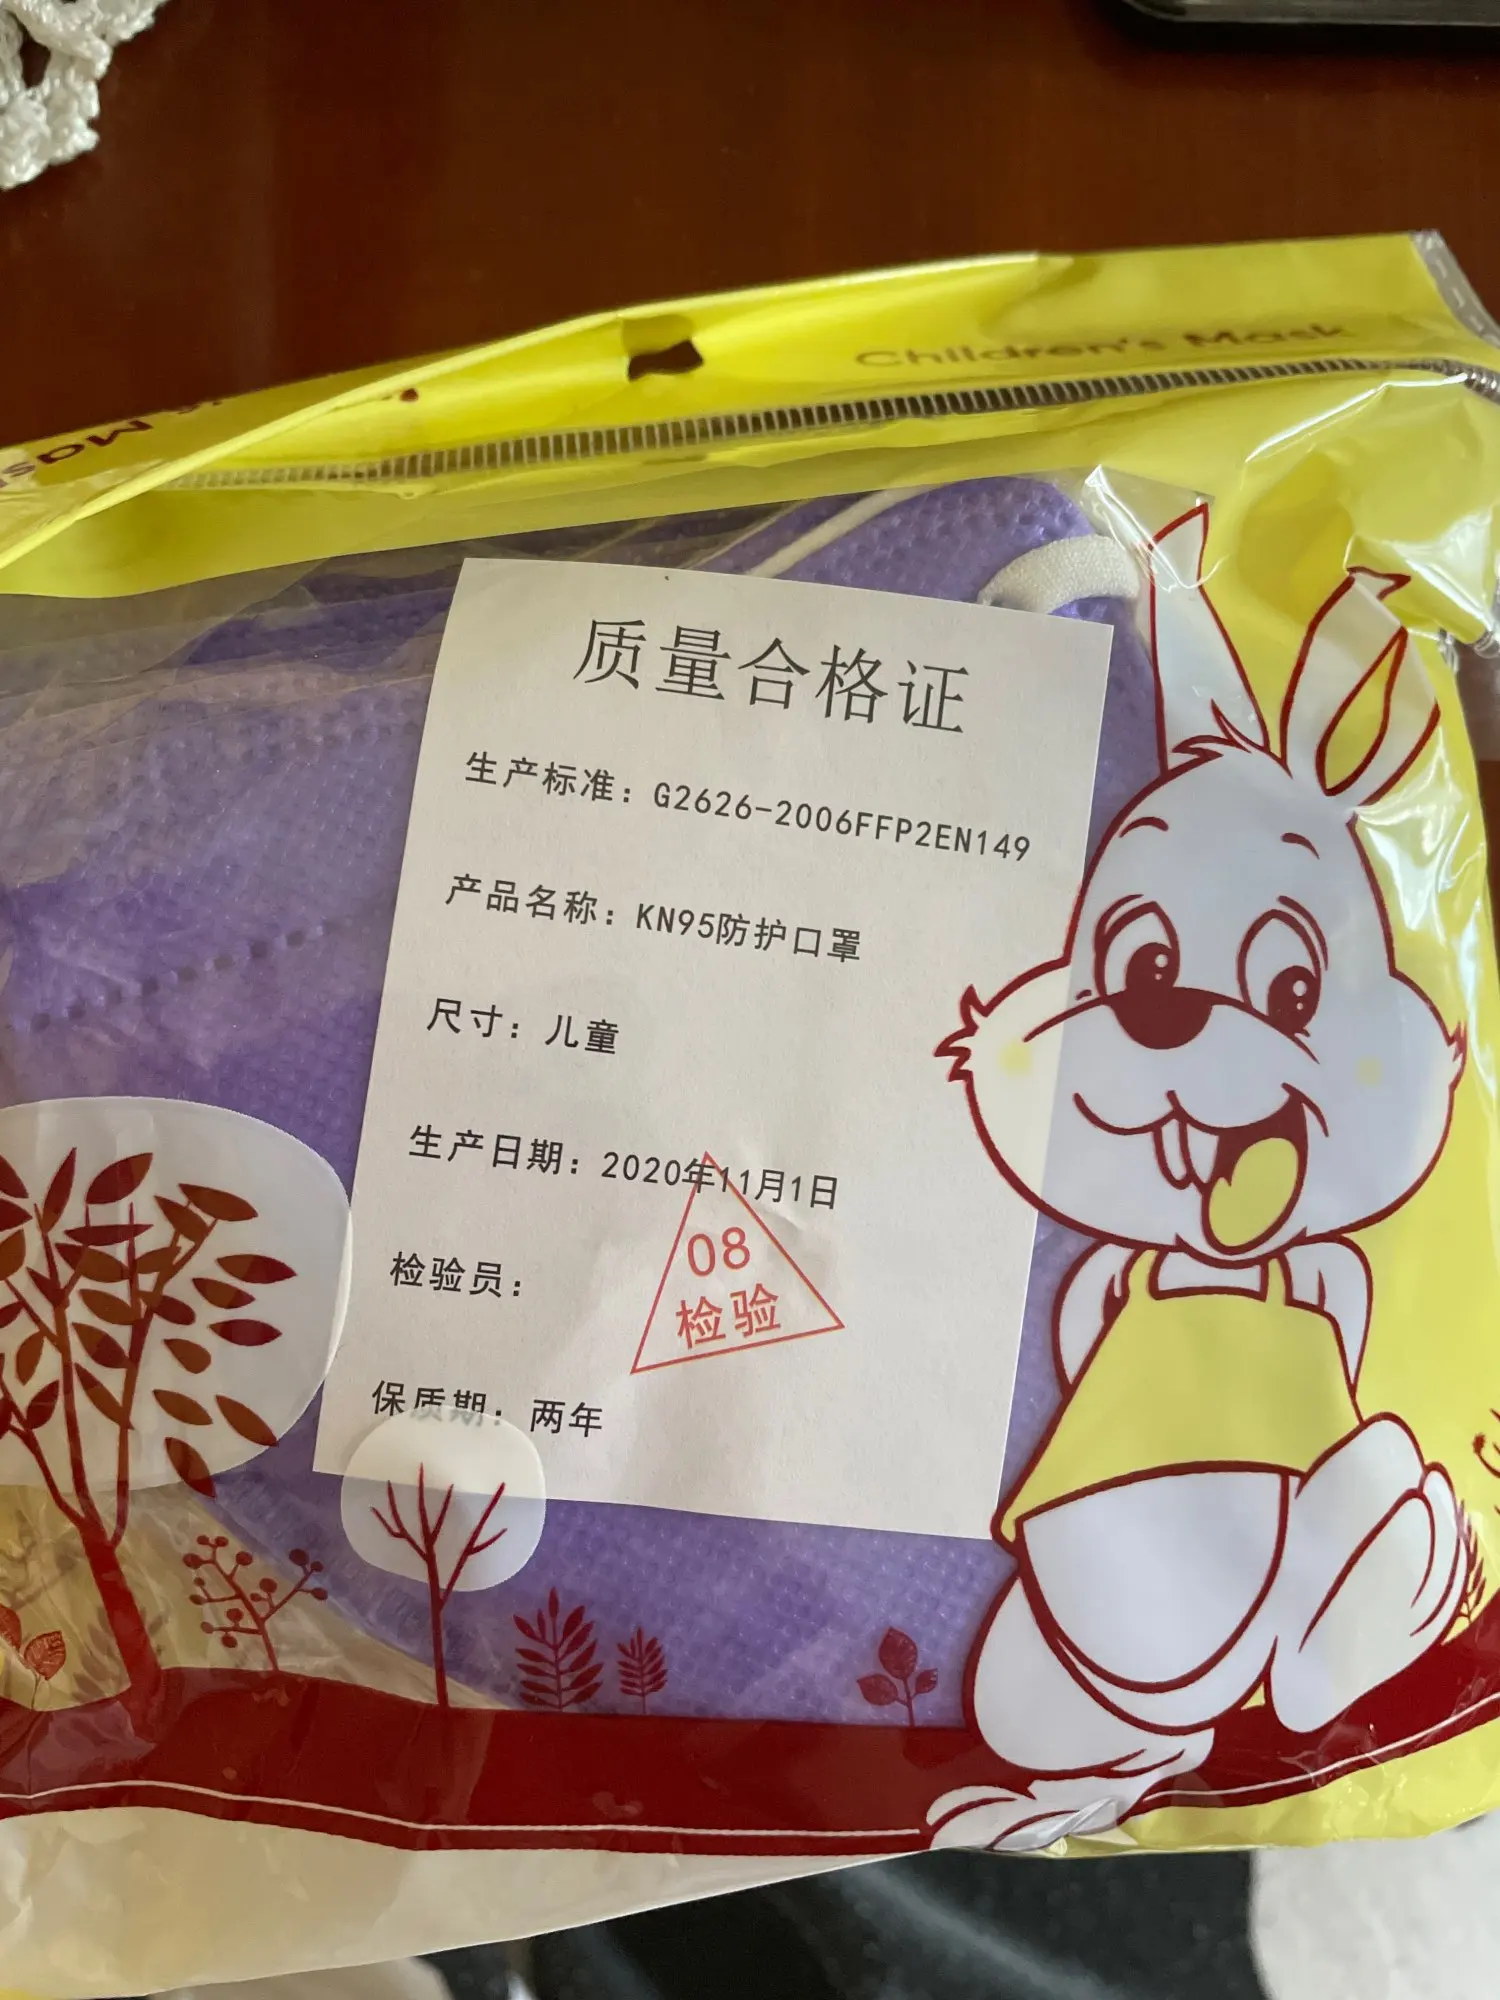 Children's Mask
质量合格证
生产标准：G2626-2006FFP2EN149
产品名称：KN95防护口罩
尺寸：儿童
生产日期：2020年11月1日
检验员：
08
检验
保质期：两年